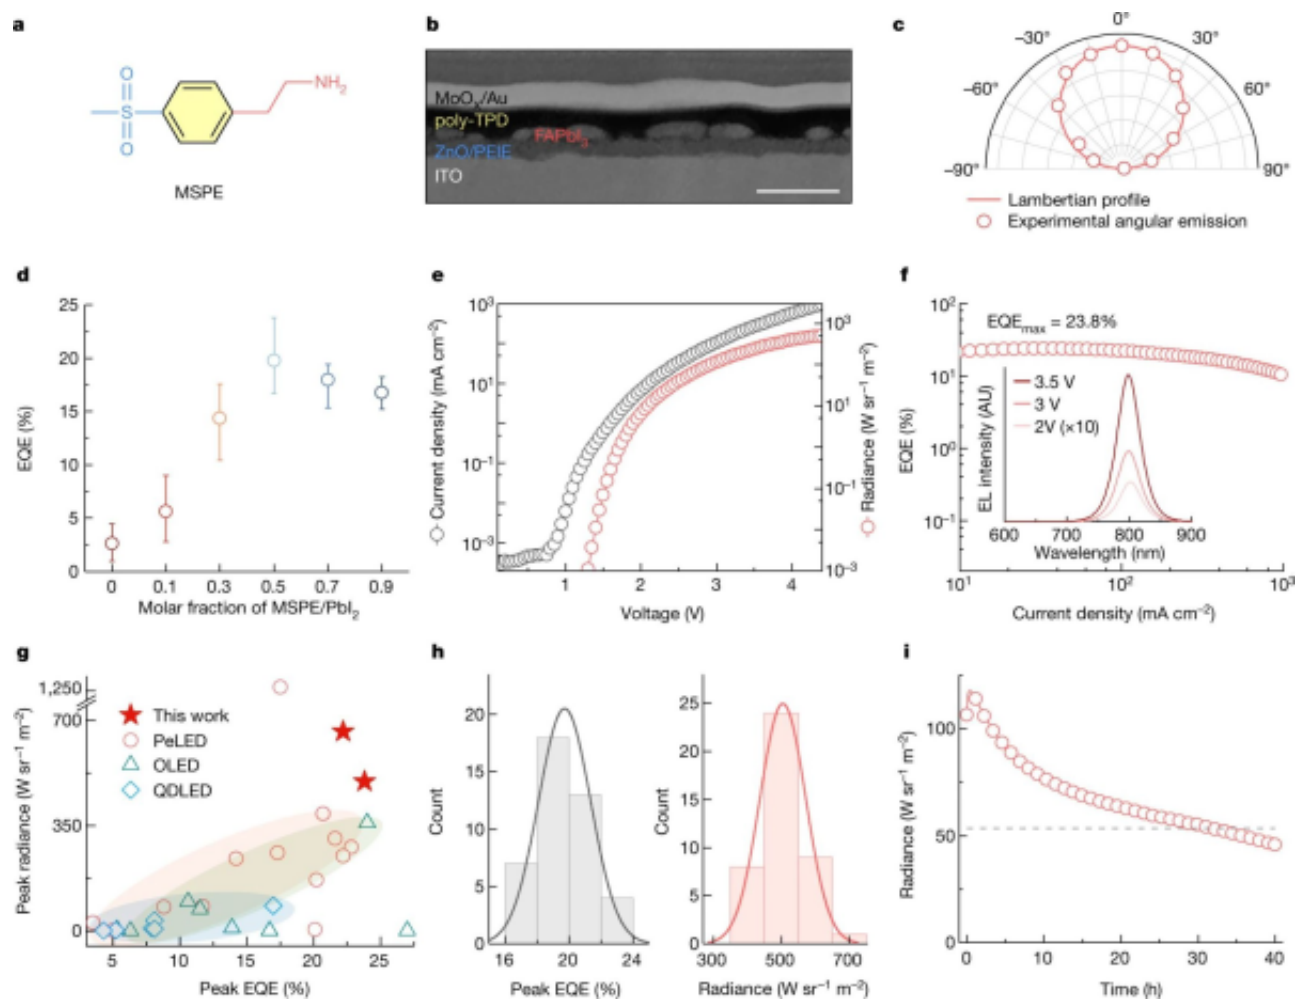 a
O
S
O
NH₂
MSPE
b
MoOₓ/Au
poly-TPD
FAPbI₃
ZnO/PEIE
ITO
c
0°
–30°
30°
–60°
60°
–90°
90°
Lambertian profile
Experimental angular emission
d
EQE (%)
25
20
15
10
5
0
0
0.1
0.3
0.5
0.7
0.9
Molar fraction of MSPE/PbI₂
e
Current density (mA cm⁻²)
10³
10¹
10⁻¹
10⁻³
1
2
3
4
Voltage (V)
10³
10¹
10⁻¹
10⁻³
Radiance (W sr⁻¹ m⁻²)
f
EQE (%)
10²
10¹
10⁰
10⁻¹
EQEₘₐₓ = 23.8%
EL intensity (AU)
3.5 V
3 V
2V (×10)
600
700
800
900
Wavelength (nm)
10¹
10²
10³
Current density (mA cm⁻²)
g
Peak radiance (W sr⁻¹ m⁻²)
1,250
700
350
0
This work
PeLED
OLED
QDLED
5
10
15
20
25
Peak EQE (%)
h
Count
20
15
10
5
0
16
20
24
Peak EQE (%)
Count
25
20
15
10
5
0
300
500
700
Radiance (W sr⁻¹ m⁻²)
i
Radiance (W sr⁻¹ m⁻²)
100
50
0
0
10
20
30
40
Time (h)